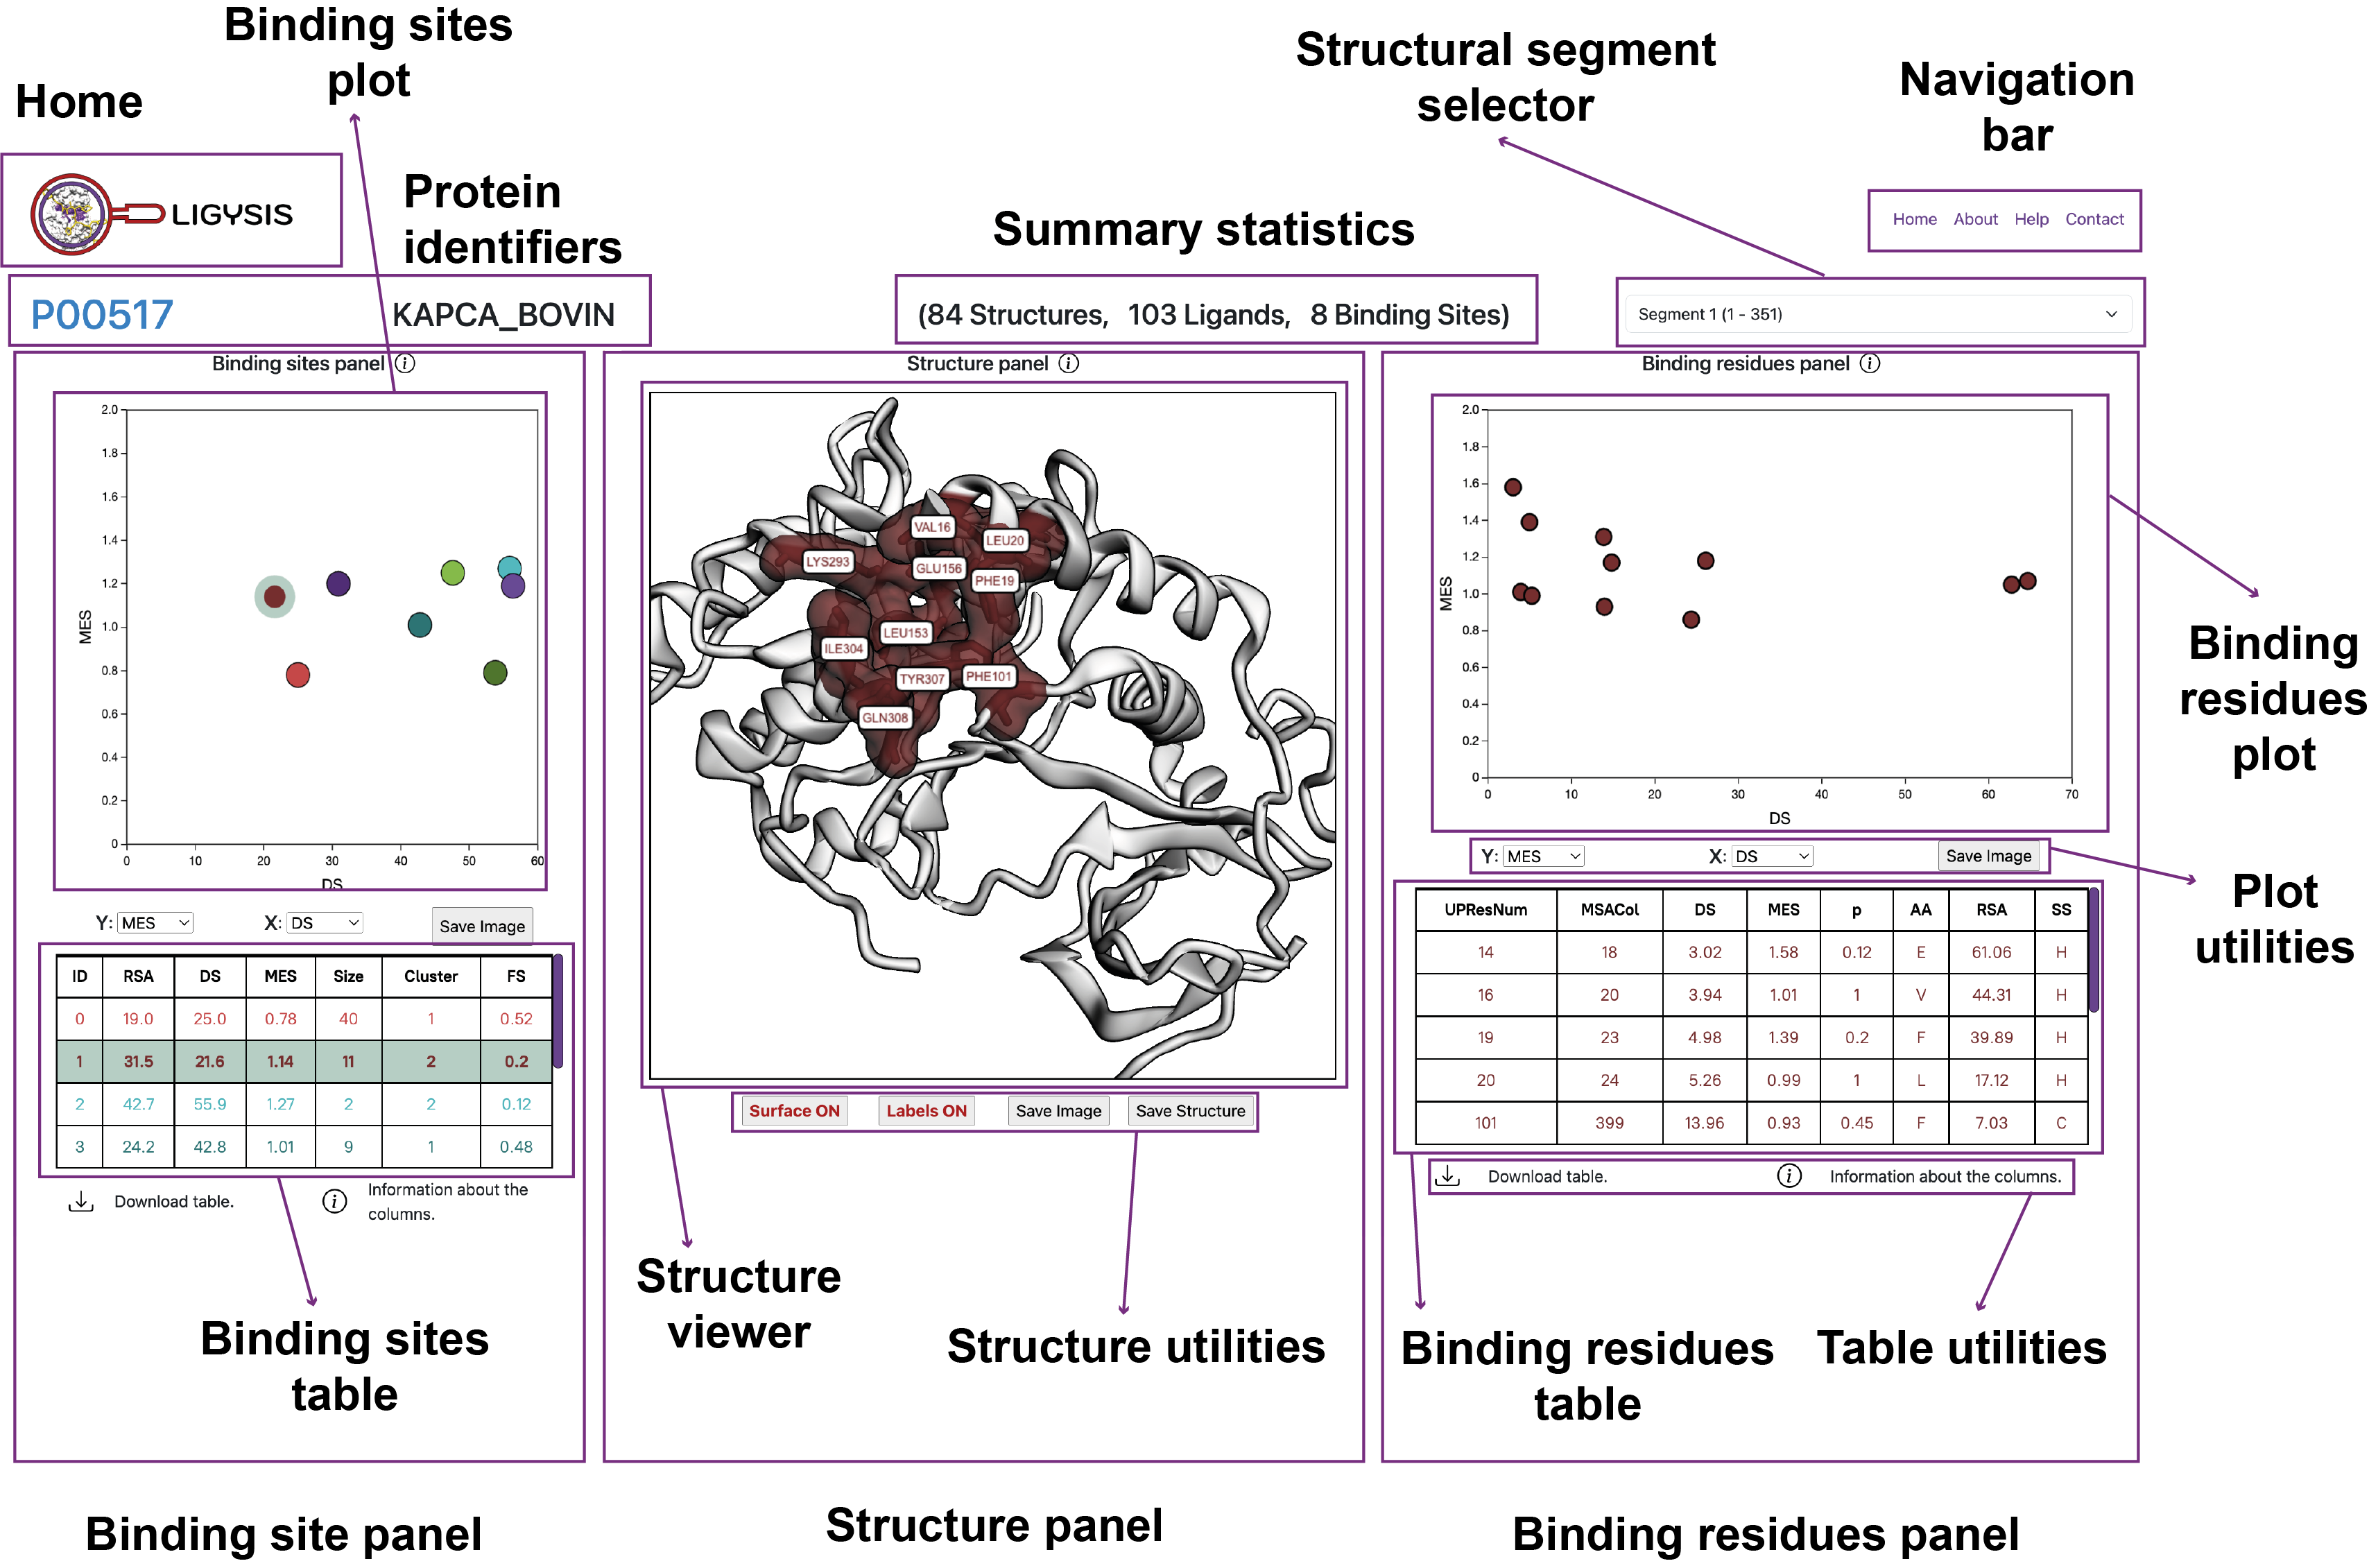 Binding sites
plot
Structural segment
selector
Navigation
bar
Home
Protein
identifiers
LIGYSIS
Summary statistics
Home About Help Contact
P00517 KAPCA_BOVIN
(84 Structures, 103 Ligands, 8 Binding Sites)
Segment 1 (1 - 351)
Binding sites panel i
Structure panel i
Binding residues panel i
2.0
1.8
1.6
1.4
1.2
1.0
0.8
0.6
0.4
0.2
0
MES
0 10 20 30 40 50 60
DS
Y: MES X: DS Save Image
ID RSA DS MES Size Cluster FS
0 19.0 25.0 0.78 40 1 0.52
1 31.5 21.6 1.14 11 2 0.2
2 42.7 55.9 1.27 2 2 0.12
3 24.2 42.8 1.01 9 1 0.48
Download table.
i Information about the
columns.
Binding sites
table
VAL16
LEU20
LYS293
GLU156
PHE19
LEU153
ILE304
TYR307
PHE101
GLN308
Surface ON Labels ON Save Image Save Structure
Structure
viewer
Structure utilities
2.0
1.8
1.6
1.4
1.2
1.0
0.8
0.6
0.4
0.2
0
MES
0 10 20 30 40 50 60 70
DS
Binding
residues
plot
Y: MES X: DS Save Image
Plot
utilities
UPResNum MSACol DS MES p AA RSA SS
14 18 3.02 1.58 0.12 E 61.06 H
16 20 3.94 1.01 1 V 44.31 H
19 23 4.98 1.39 0.2 F 39.89 H
20 24 5.26 0.99 1 L 17.12 H
101 399 13.96 0.93 0.45 F 7.03 C
Download table. i Information about the columns.
Binding residues
table
Table utilities
Binding site panel
Structure panel
Binding residues panel